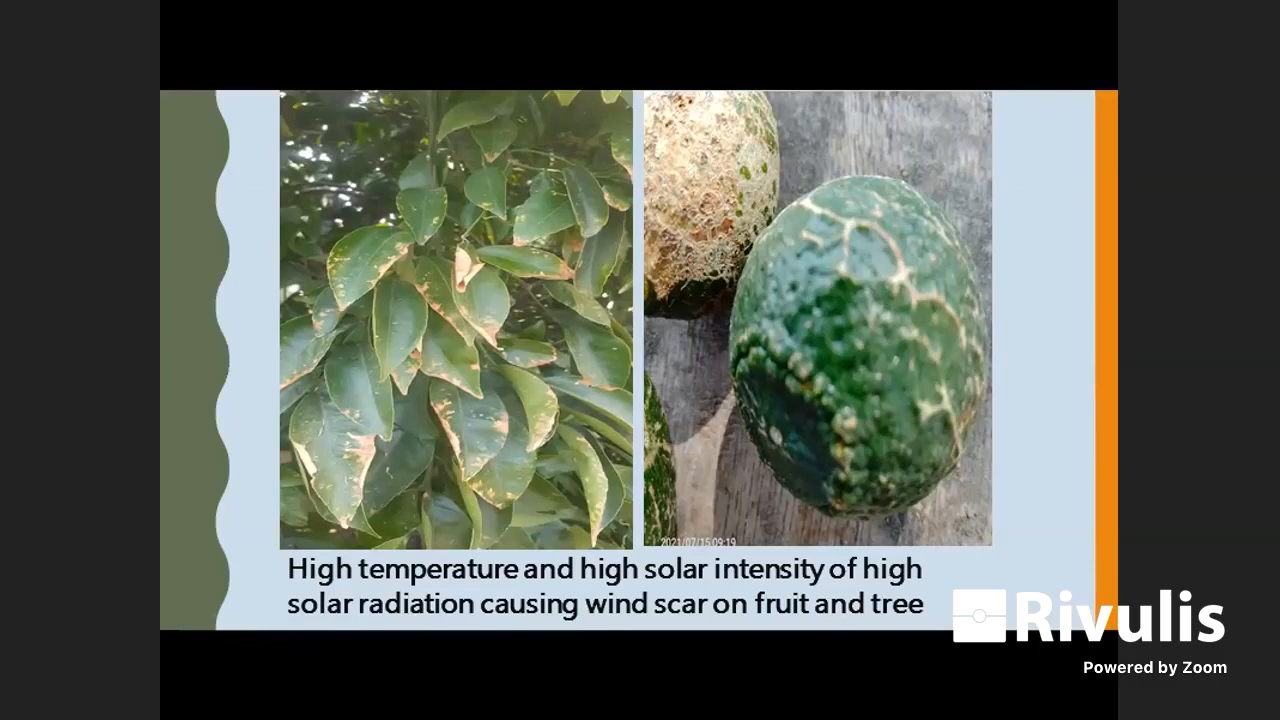 2021/07/15 09:19
High temperature and high solar intensity of high
solar radiation causing wind scar on fruit and tree
Rivulis
Powered by Zoom